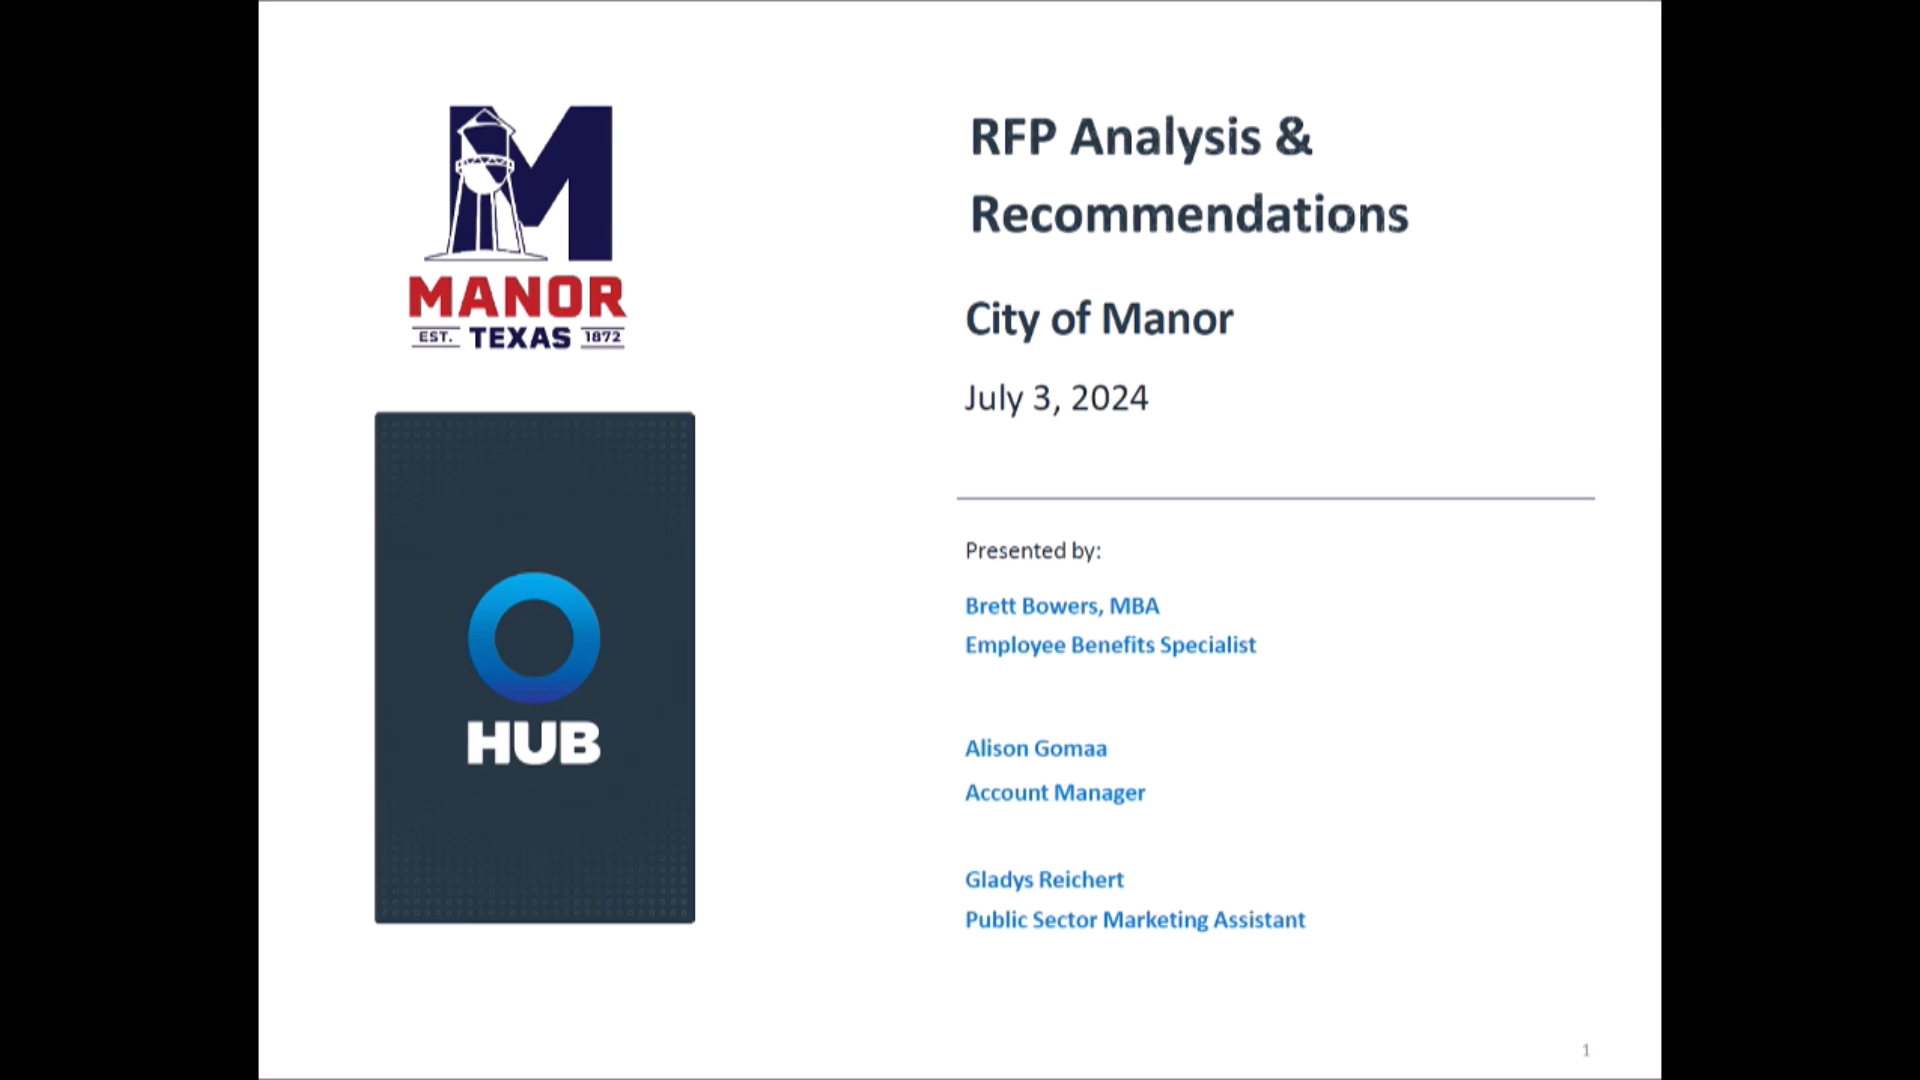 M
MANOR
EST. TEXAS 1872
HUB
RFP Analysis &
Recommendations
City of Manor
July 3, 2024
Presented by:
Brett Bowers, MBA
Employee Benefits Specialist
Alison Gomaa
Account Manager
Gladys Reichert
Public Sector Marketing Assistant
1